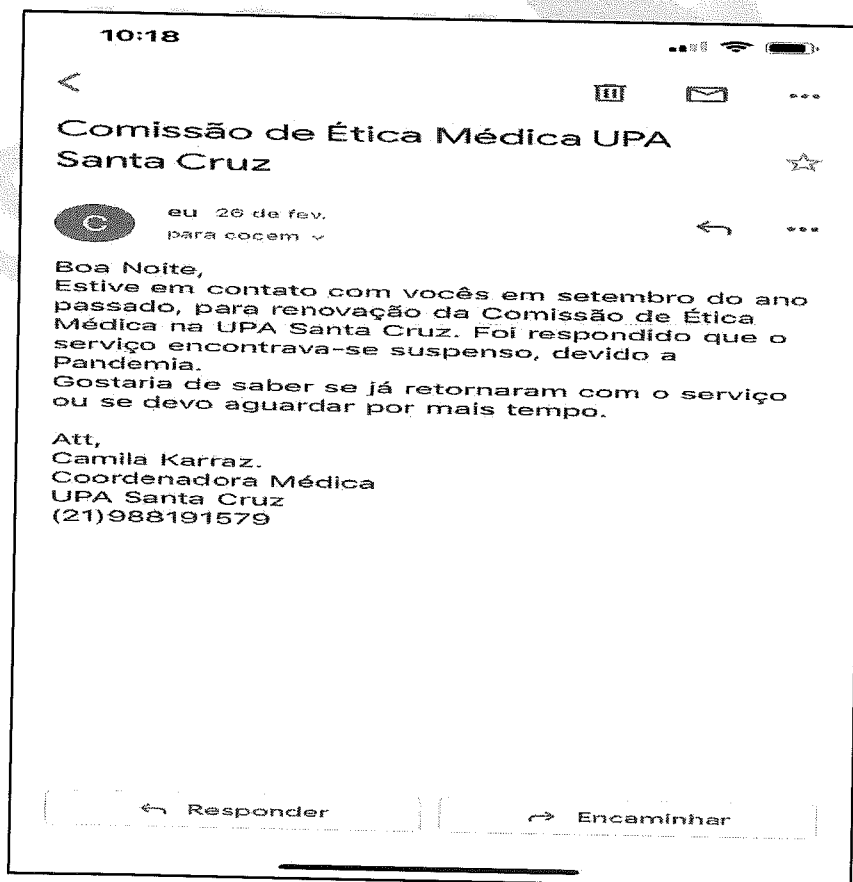 10:18
Comissão de Ética Médica UPA
Santa Cruz
C
eu 26 de fev.
para cocem
Boa Noite,
Estive em contato com vocês em setembro do ano
passado, para renovação da Comissão de Ética
Médica na UPA Santa Cruz. Foi respondido que o
serviço encontrava-se suspenso, devido a
Pandemia.
Gostaria de saber se já retornaram com o serviço
ou se devo aguardar por mais tempo.
Att,
Camila Karraz.
Coordenadora Médica
UPA Santa Cruz
(21)988191579
Responder
Encaminhar